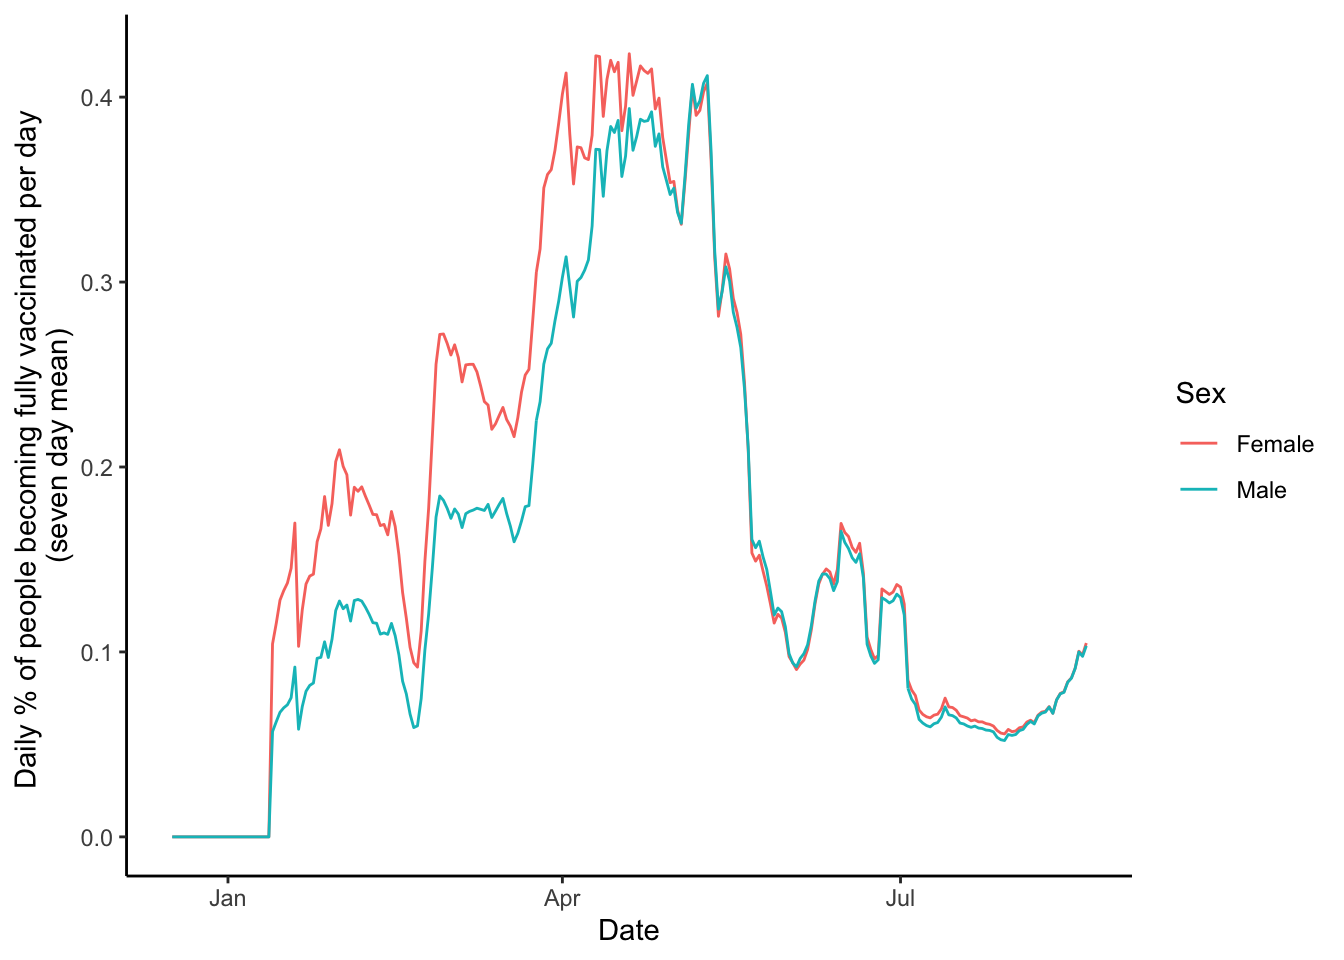 Daily % of people becoming fully vaccinated per day
(seven day mean)
0.4
0.3
0.2
0.1
0.0
Jan
Apr
Jul
Date
Sex
Female
Male